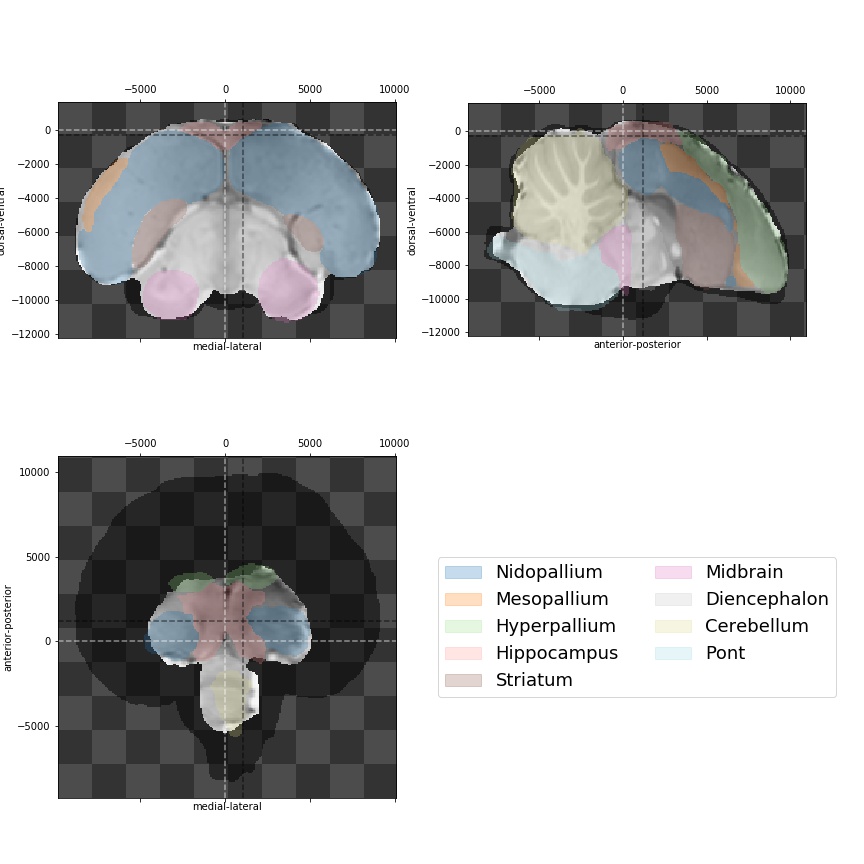 −5000 0 5000 10000
0
−2000
−4000
−6000
−8000
−10000
−12000
dorsal-ventral
medial-lateral
−5000 0 5000 10000
0
−2000
−4000
−6000
−8000
−10000
−12000
dorsal-ventral
anterior-posterior
−5000 0 5000 10000
10000
5000
0
−5000
anterior-posterior
medial-lateral
Nidopallium
Mesopallium
Hyperpallium
Hippocampus
Striatum
Midbrain
Diencephalon
Cerebellum
Pont